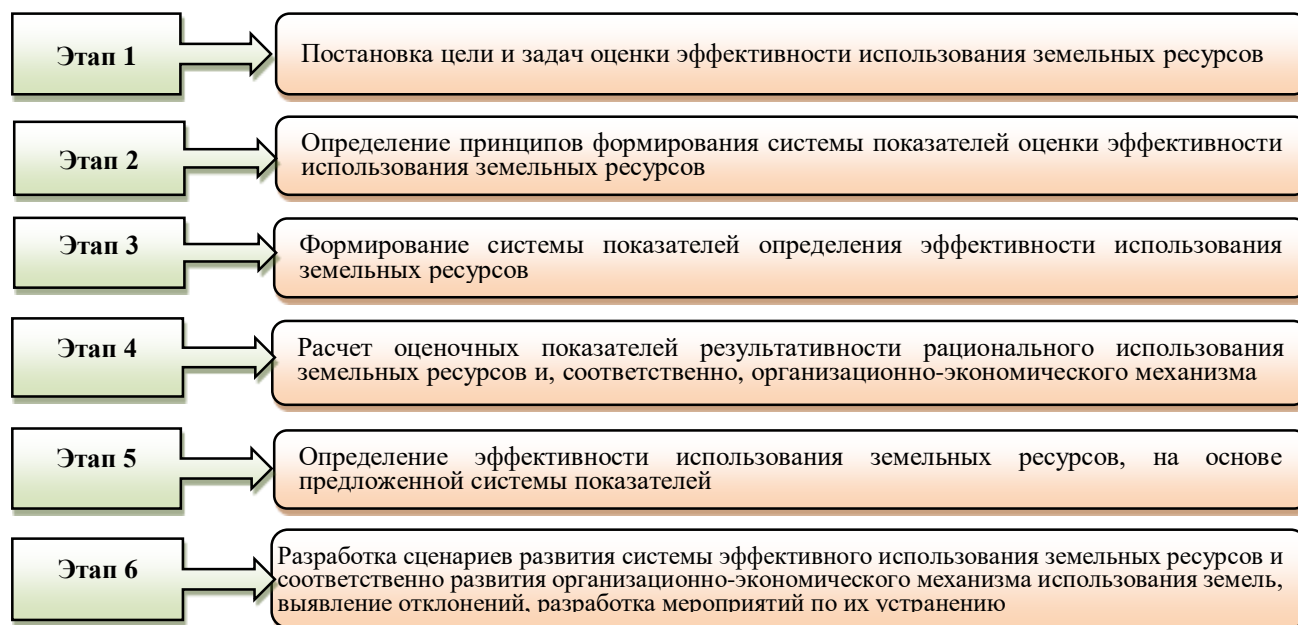 Этап 1
Постановка цели и задач оценки эффективности использования земельных ресурсов
Этап 2
Определение принципов формирования системы показателей оценки эффективности
использования земельных ресурсов
Этап 3
Формирование системы показателей определения эффективности использования
земельных ресурсов
Этап 4
Расчет оценочных показателей результативности рационального использования
земельных ресурсов и, соответственно, организационно-экономического механизма
Этап 5
Определение эффективности использования земельных ресурсов, на основе
предложенной системы показателей
Этап 6
Разработка сценариев развития системы эффективного использования земельных ресурсов и
соответственно развития организационно-экономического механизма использования земель,
выявление отклонений, разработка мероприятий по их устранению